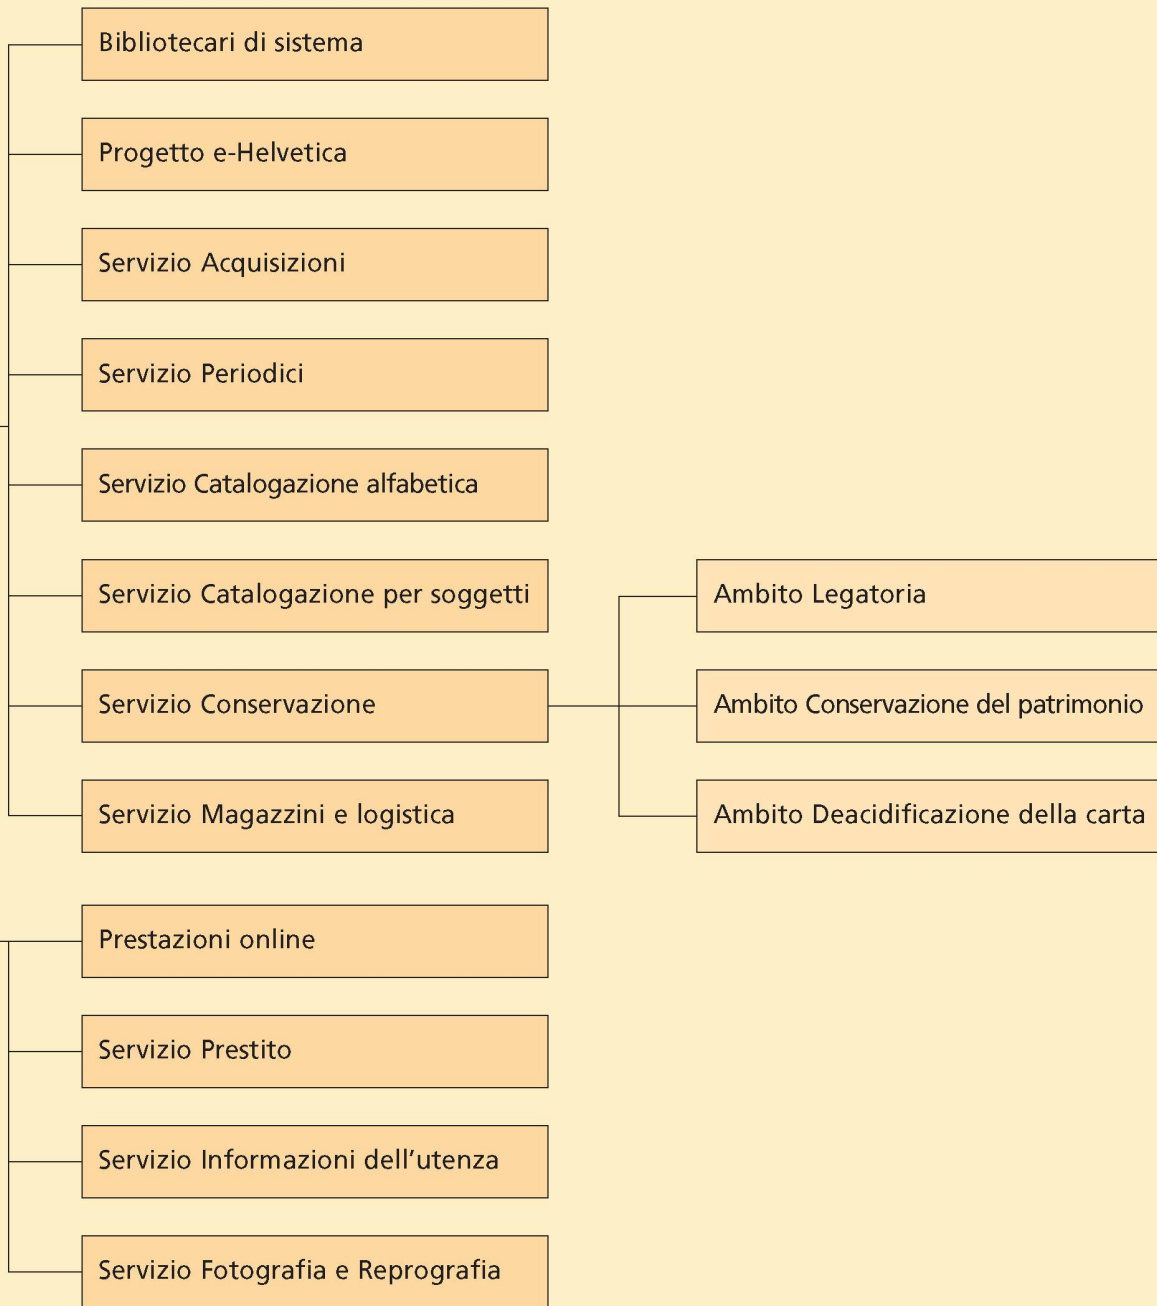 Bibliotecari di sistema
Progetto e-Helvetica
Servizio Acquisizioni
Servizio Periodici
Servizio Catalogazione alfabetica
Servizio Catalogazione per soggetti
Servizio Conservazione
Servizio Magazzini e logistica
Ambito Legatoria
Ambito Conservazione del patrimonio
Ambito Deacidificazione della carta
Prestazioni online
Servizio Prestito
Servizio Informazioni dell'utenza
Servizio Fotografia e Reprografia